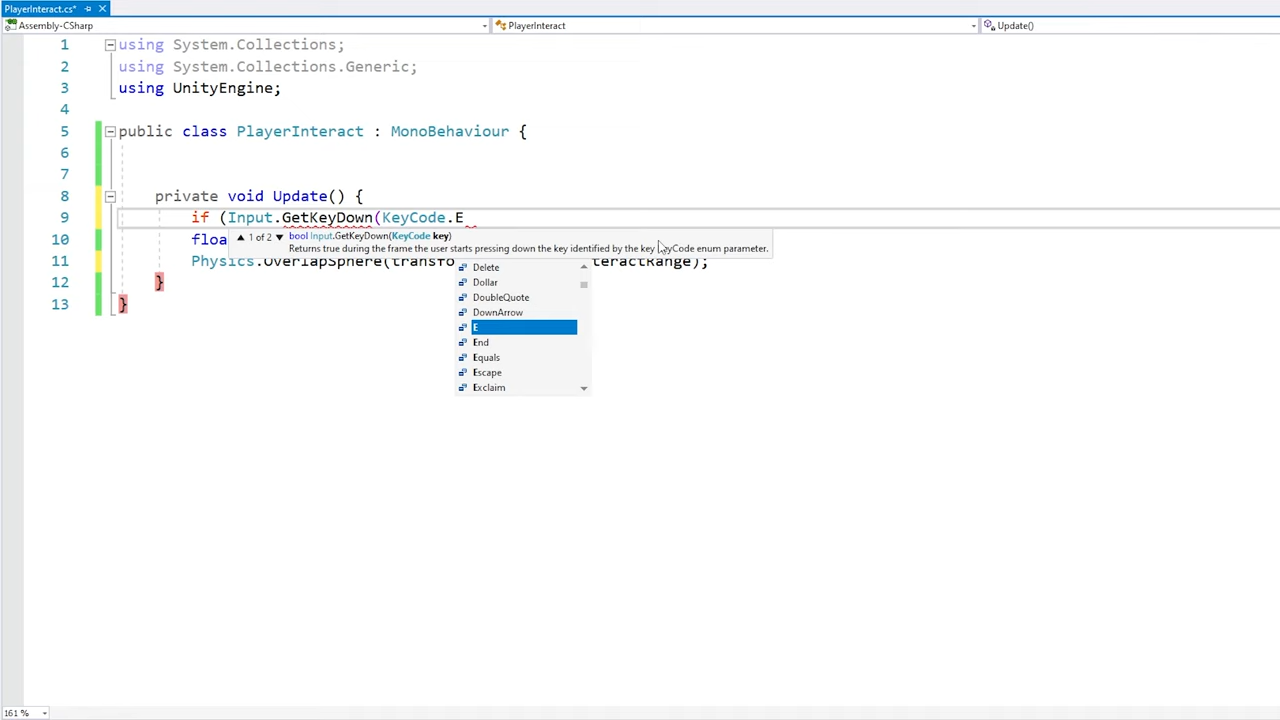 PlayerInteract.cs*
Assembly-CSharp PlayerInteract Update()
1 using System.Collections;
2 using System.Collections.Generic;
3 using UnityEngine;
4
5 public class PlayerInteract : MonoBehaviour {
6
7
8 private void Update() {
9 if (Input.GetKeyDown(KeyCode.E
1 of 2 bool Input.GetKeyDown(KeyCode key)
10 floa
Returns true during the frame the user starts pressing down the key identified by the key KeyCode enum parameter.
11 Physics.OverlapSphere(transfo teractRange);
Delete
12 }
Dollar
DoubleQuote
13 }
DownArrow
E
End
Equals
Escape
Exclaim
161 %